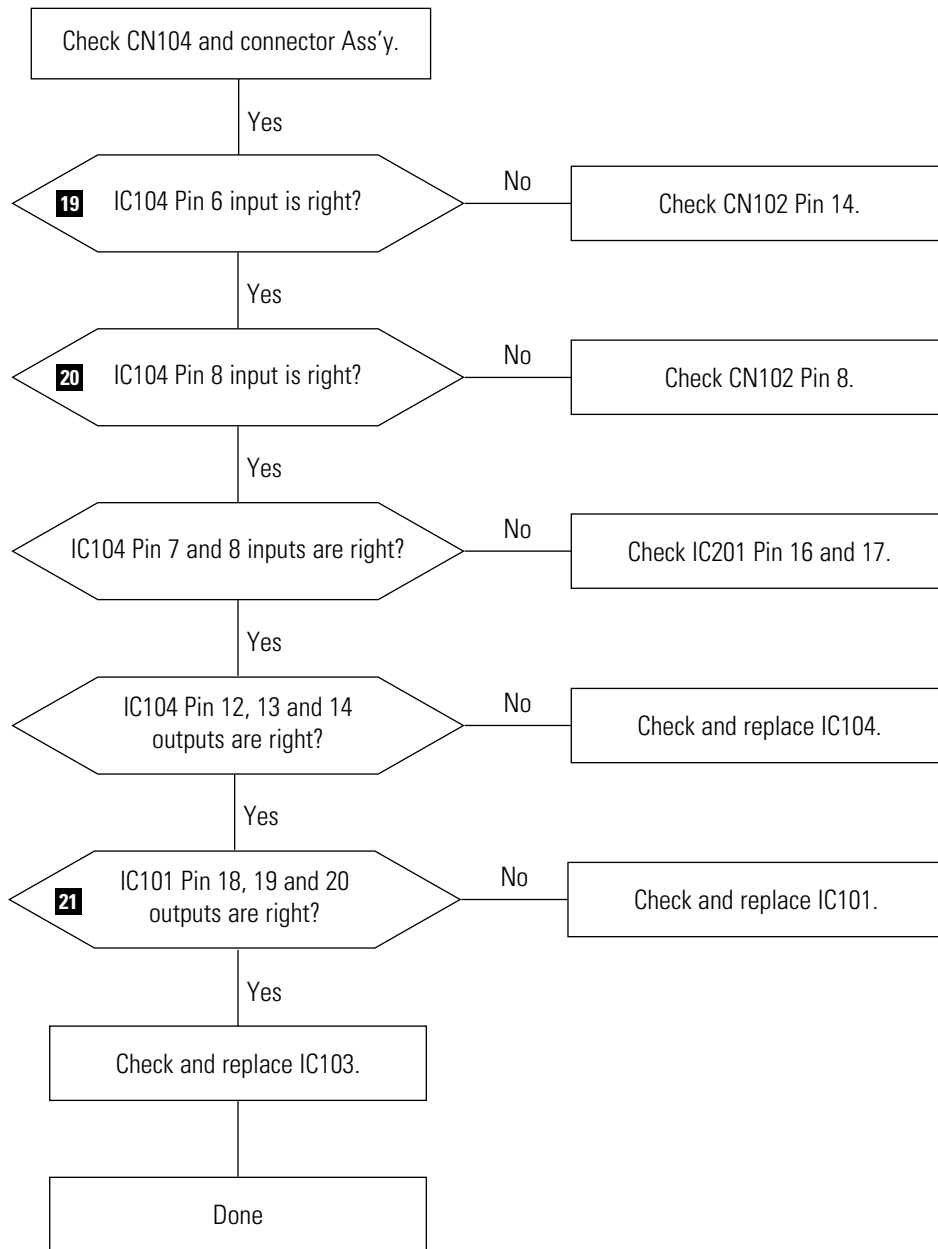 Check CN104 and connector Ass’y.
Yes
19 IC104 Pin 6 input is right?
No
Check CN102 Pin 14.
Yes
20 IC104 Pin 8 input is right?
No
Check CN102 Pin 8.
Yes
IC104 Pin 7 and 8 inputs are right?
No
Check IC201 Pin 16 and 17.
Yes
IC104 Pin 12, 13 and 14
outputs are right?
No
Check and replace IC104.
Yes
21 IC101 Pin 18, 19 and 20
outputs are right?
No
Check and replace IC101.
Yes
Check and replace IC103.
Done